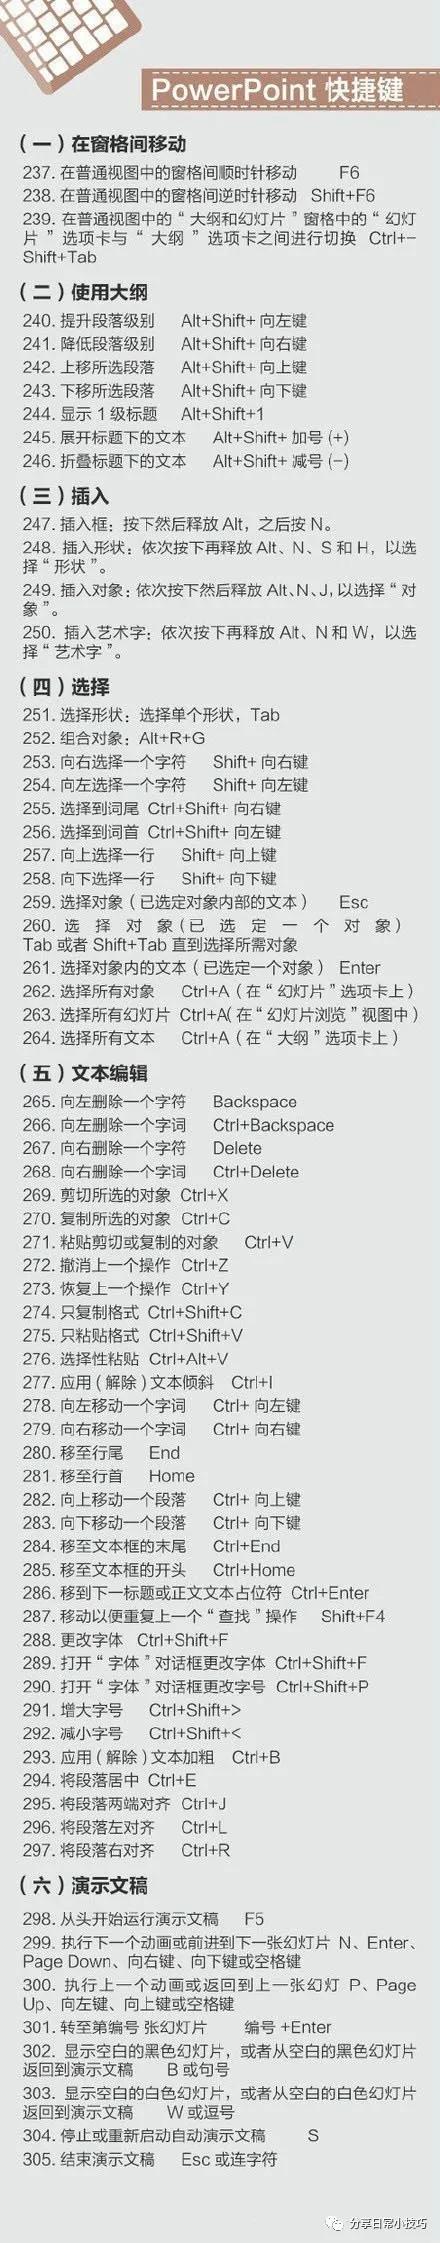 PowerPoint 快捷键
（一）在窗格间移动
237. 在普通视图中的窗格间顺时针移动 F6
238. 在普通视图中的窗格间逆时针移动 Shift+F6
239. 在普通视图中的“大纲和幻灯片”窗格中的“幻灯
片”选项卡与“大纲”选项卡之间进行切换 Ctrl+-
Shift+Tab
（二）使用大纲
240. 提升段落级别 Alt+Shift+ 向左键
241. 降低段落级别 Alt+Shift+ 向右键
242. 上移所选段落 Alt+Shift+ 向上键
243. 下移所选段落 Alt+Shift+ 向下键
244. 显示 1 级标题 Alt+Shift+1
245. 展开标题下的文本 Alt+Shift+ 加号 (+)
246. 折叠标题下的文本 Alt+Shift+ 减号 (-)
（三）插入
247. 插入框：按下然后释放 Alt，之后按 N。
248. 插入形状：依次按下再释放 Alt、N、S 和 H，以选
择“形状”。
249. 插入对象：依次按下然后释放 Alt、N、J，以选择“对
象”。
250. 插入艺术字：依次按下再释放 Alt、N 和 W，以选
择“艺术字”。
（四）选择
251. 选择形状：选择单个形状，Tab
252. 组合对象：Alt+R+G
253. 向右选择一个字符 Shift+ 向右键
254. 向左选择一个字符 Shift+ 向左键
255. 选择到词尾 Ctrl+Shift+ 向右键
256. 选择到词首 Ctrl+Shift+ 向左键
257. 向上选择一行 Shift+ 向上键
258. 向下选择一行 Shift+ 向下键
259. 选择对象（已选定对象内部的文本） Esc
260. 选择对象(已选定一个对象)
Tab 或者 Shift+Tab 直到选择所需对象
261. 选择对象内的文本（已选定一个对象） Enter
262. 选择所有对象 Ctrl+A（在“幻灯片”选项卡上）
263. 选择所有幻灯片 Ctrl+A(在“幻灯片浏览”视图中）
264. 选择所有文本 Ctrl+A（在“大纲”选项卡上）
（五）文本编辑
265. 向左删除一个字符 Backspace
266. 向左删除一个字词 Ctrl+Backspace
267. 向右删除一个字符 Delete
268. 向右删除一个字词 Ctrl+Delete
269. 剪切所选的对象 Ctrl+X
270. 复制所选的对象 Ctrl+C
271. 粘贴剪切或复制的对象 Ctrl+V
272. 撤消上一个操作 Ctrl+Z
273. 恢复上一个操作 Ctrl+Y
274. 只复制格式 Ctrl+Shift+C
275. 只粘贴格式 Ctrl+Shift+V
276. 选择性粘贴 Ctrl+Alt+V
277. 应用（解除）文本倾斜 Ctrl+I
278. 向左移动一个字词 Ctrl+ 向左键
279. 向右移动一个字词 Ctrl+ 向右键
280. 移至行尾 End
281. 移至行首 Home
282. 向上移动一个段落 Ctrl+ 向上键
283. 向下移动一个段落 Ctrl+ 向下键
284. 移至文本框的末尾 Ctrl+End
285. 移至文本框的开头 Ctrl+Home
286. 移到下一标题或正文文本占位符 Ctrl+Enter
287. 移动以便重复上一个“查找”操作 Shift+F4
288. 更改字体 Ctrl+Shift+F
289. 打开“字体”对话框更改字体 Ctrl+Shift+F
290. 打开“字体”对话框更改字号 Ctrl+Shift+P
291. 增大字号 Ctrl+Shift+>
292. 减小字号 Ctrl+Shift+<
293. 应用（解除）文本加粗 Ctrl+B
294. 将段落居中 Ctrl+E
295. 将段落两端对齐 Ctrl+J
296. 将段落左对齐 Ctrl+L
297. 将段落右对齐 Ctrl+R
（六）演示文稿
298. 从头开始运行演示文稿 F5
299. 执行下一个动画或前进到下一张幻灯片 N、Enter、
Page Down、向右键、向下键或空格键
300. 执行上一个动画或返回到上一张幻灯 P、Page
Up、向左键、向上键或空格键
301. 转至第编号 张幻灯片 编号 +Enter
302. 显示空白的黑色幻灯片，或者从空白的黑色幻灯片
返回到演示文稿 B 或句号
303. 显示空白的白色幻灯片，或者从空白的白色幻灯片
返回到演示文稿 W 或逗号
304. 停止或重新启动自动演示文稿 S
305. 结束演示文稿 Esc 或连字符
分享日常小技巧